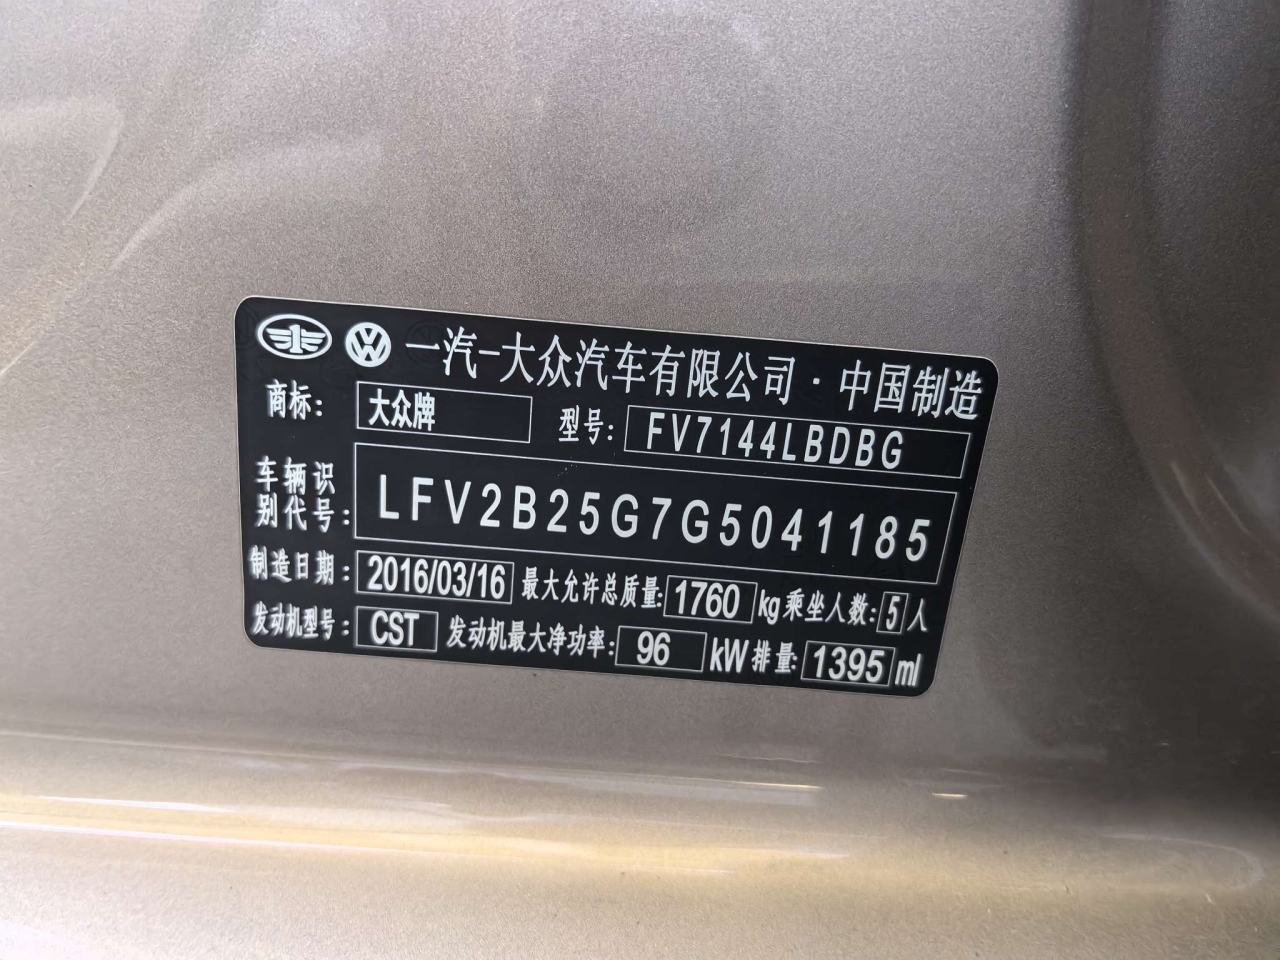 一汽-大众汽车有限公司·中国制造
商标: 大众牌 型号: FV7144LBDBG
车辆识别代号: LFV2B25G7G5041185
制造日期: 2016/03/16 最大允许总质量: 1760 kg 乘坐人数: 5 人
发动机型号: CST 发动机最大净功率: 96 kW 排量: 1395 ml